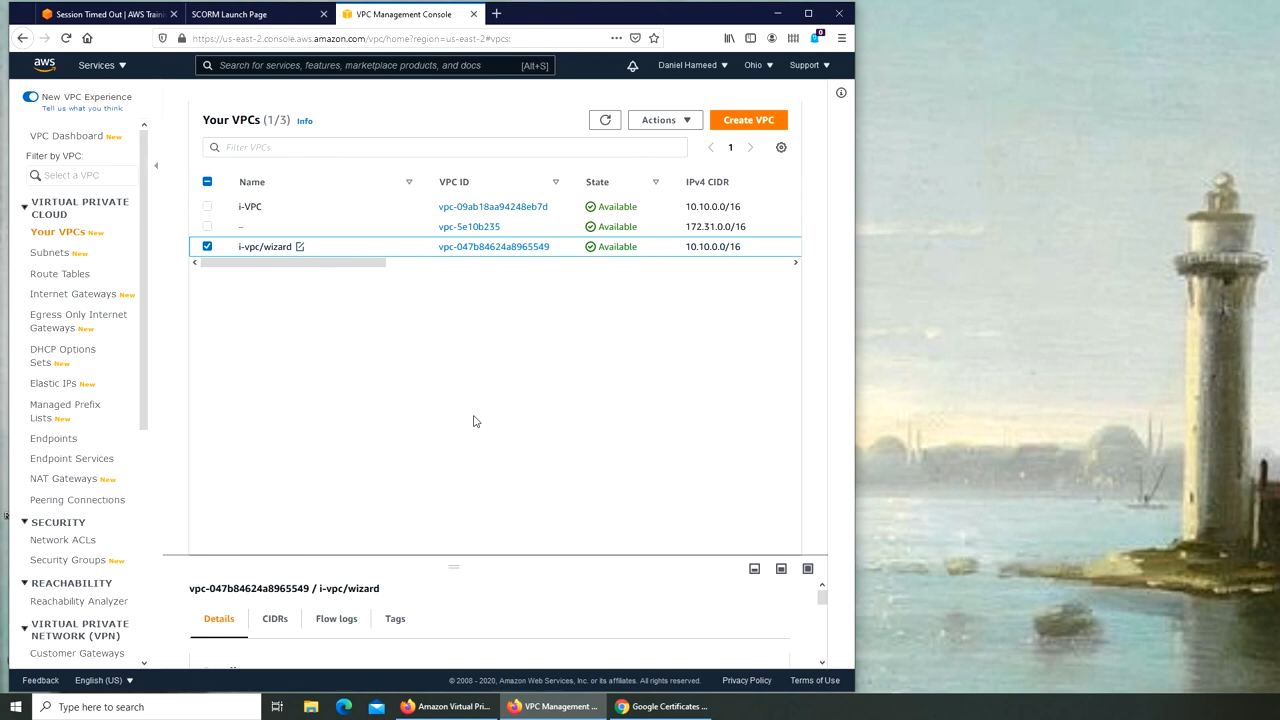 Session Timed Out | AWS Traini
SCORM Launch Page
VPC Management Console
https://us-east-2.console.aws.amazon.com/vpc/home?region=us-east-2#vpcs:
0
aws
Services
Search for services, features, marketplace products, and docs
[Alt+S]
Daniel Hameed
Ohio
Support
New VPC Experience
Tell us what you think
VPC Dashboard New
Filter by VPC:
Select a VPC
VIRTUAL PRIVATE
CLOUD
Your VPCs New
Subnets New
Route Tables
Internet Gateways New
Egress Only Internet
Gateways New
DHCP Options
Sets New
Elastic IPs New
Managed Prefix
Lists New
Endpoints
Endpoint Services
NAT Gateways New
Peering Connections
SECURITY
Network ACLs
Security Groups New
REACHABILITY
Reachability Analyzer
VIRTUAL PRIVATE
NETWORK (VPN)
Customer Gateways
Your VPCs (1/3) Info
Actions
Create VPC
Filter VPCs
1
Name VPC ID State IPv4 CIDR
i-VPC vpc-09ab18aa94248eb7d Available 10.10.0.0/16
– vpc-5e10b235 Available 172.31.0.0/16
i-vpc/wizard vpc-047b84624a8965549 Available 10.10.0.0/16
vpc-047b84624a8965549 / i-vpc/wizard
Details CIDRs Flow logs Tags
Feedback English (US) © 2008 - 2020, Amazon Web Services, Inc. or its affiliates. All rights reserved. Privacy Policy Terms of Use
Type here to search
Amazon Virtual Pri...
VPC Management ...
Google Certificates ...